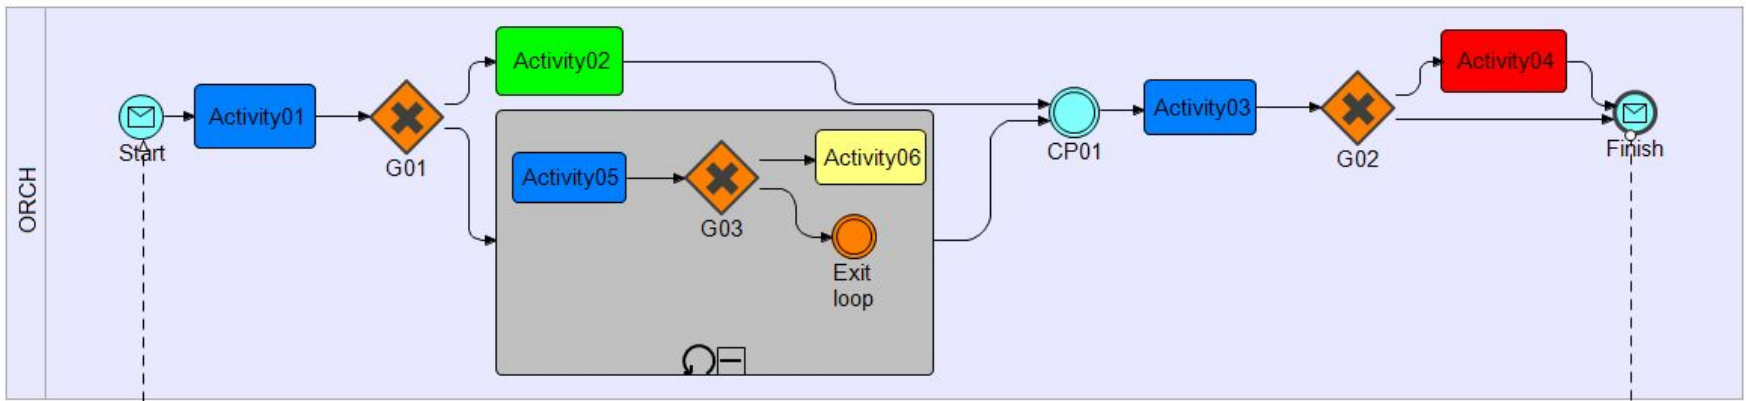 ORCH
Start
Activity01
G01
Activity02
Activity05
G03
Activity06
Exit
loop
CP01
Activity03
G02
Activity04
Finish